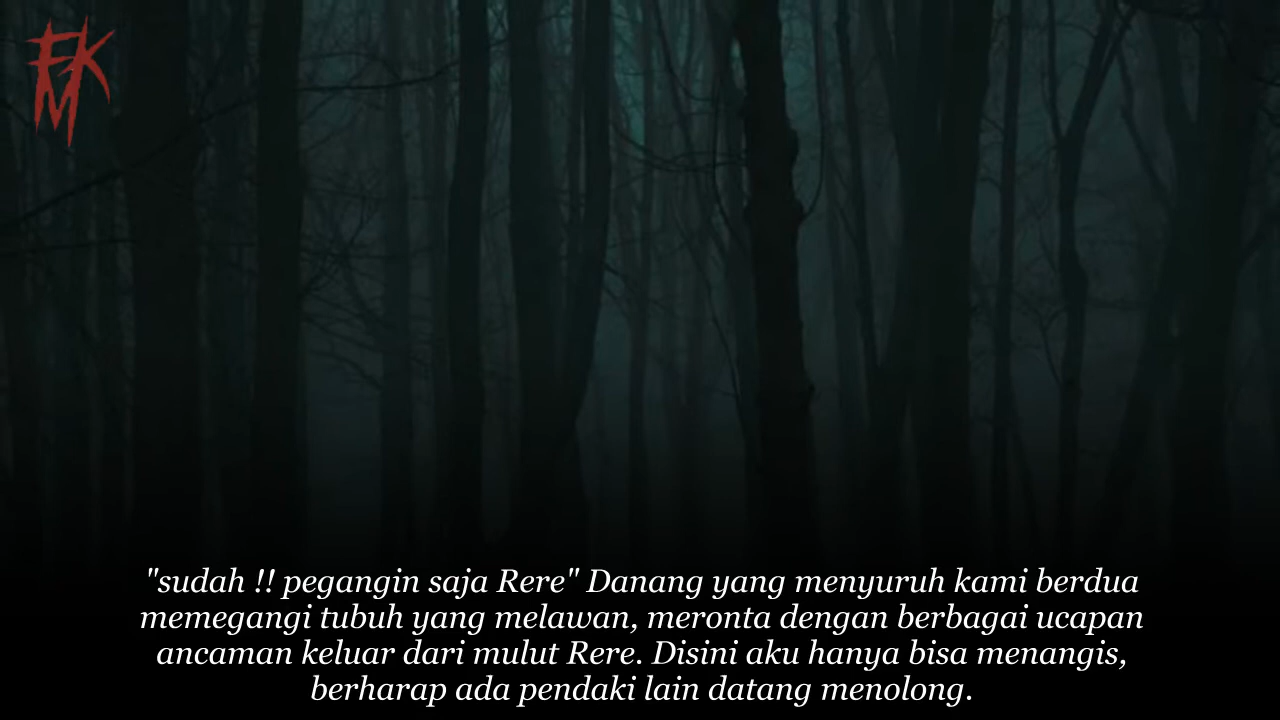 FK
M
"sudah !! pegangin saja Rere" Danang yang menyuruh kami berdua
memegangi tubuh yang melawan, meronta dengan berbagai ucapan
ancaman keluar dari mulut Rere. Disini aku hanya bisa menangis,
berharap ada pendaki lain datang menolong.